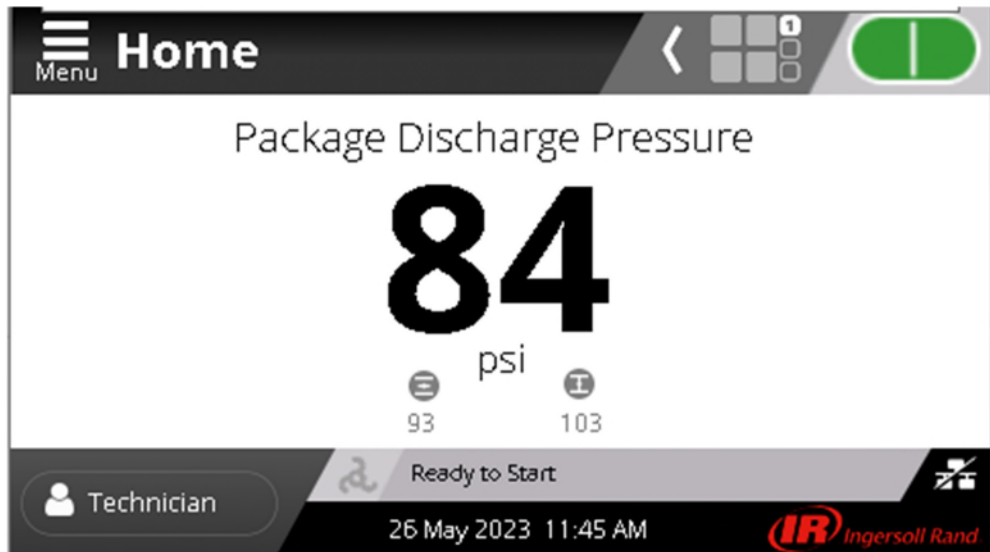 Menu Home 1
Package Discharge Pressure
84
psi
93 103
Ready to Start
Technician
26 May 2023 11:45 AM
IR Ingersoll Rand